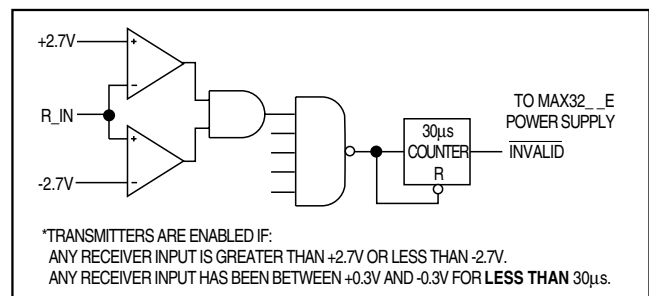 +2.7V
R_IN
-2.7V
30μs
COUNTER
R
TO MAX32_ _E
POWER SUPPLY
INVALID
*TRANSMITTERS ARE ENABLED IF:
ANY RECEIVER INPUT IS GREATER THAN +2.7V OR LESS THAN -2.7V.
ANY RECEIVER INPUT HAS BEEN BETWEEN +0.3V AND -0.3V FOR LESS THAN 30μs.